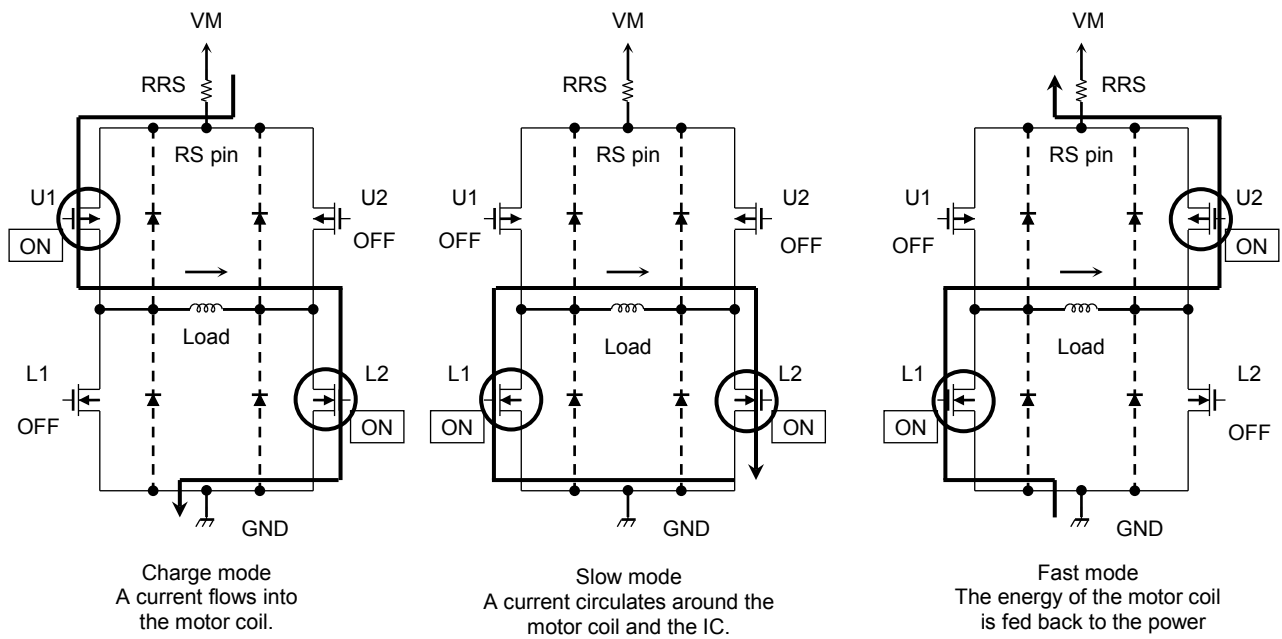 VM
RRS
RS pin
U1
U2
ON
OFF
Load
L1
L2
OFF
ON
GND
Charge mode
A current flows into
the motor coil.
VM
RRS
RS pin
U1
U2
OFF
OFF
Load
L1
L2
ON
ON
GND
Slow mode
A current circulates around the
motor coil and the IC.
VM
RRS
RS pin
U1
U2
OFF
ON
Load
L1
L2
ON
OFF
GND
Fast mode
The energy of the motor coil
is fed back to the power